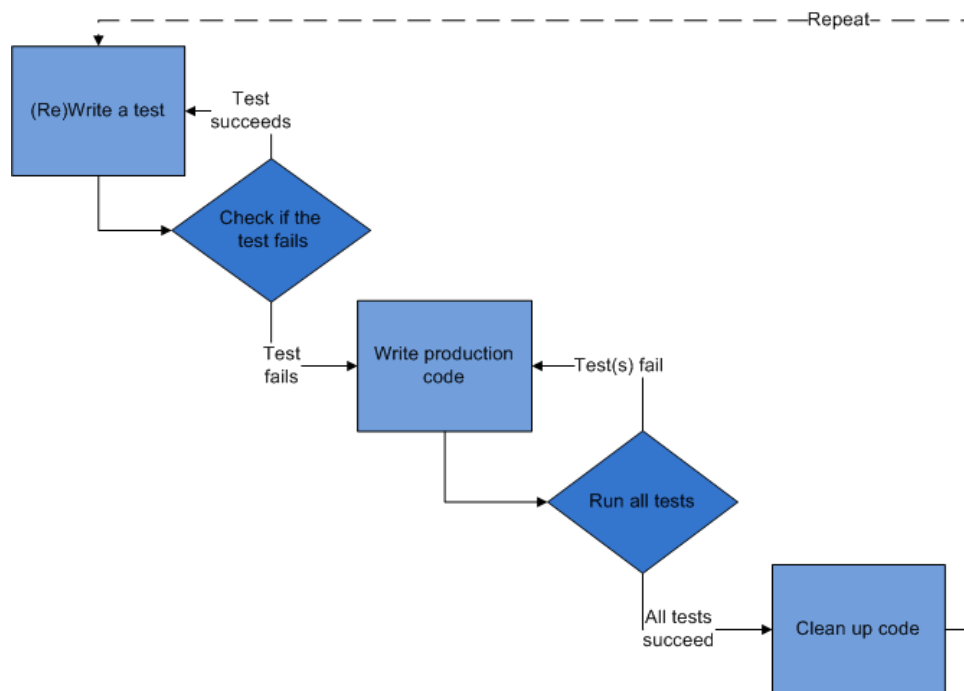 Repeat
(Re)Write a test
Test
succeeds
Check if the
test fails
Test
fails
Write production
code
Test(s) fail
Run all tests
All tests
succeed
Clean up code